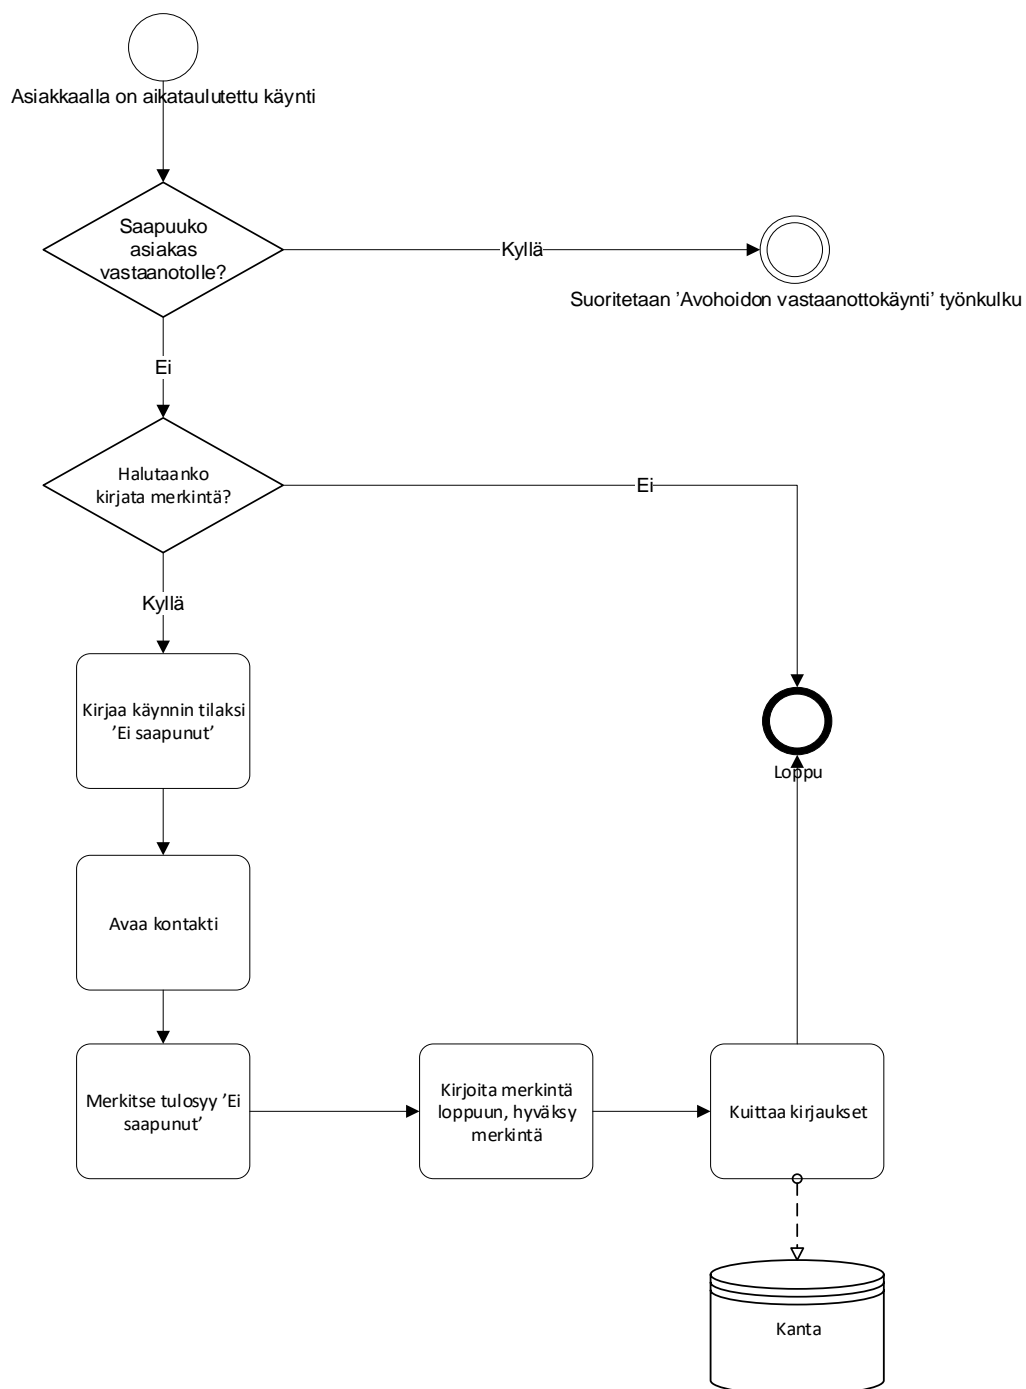 Asiakkaalla on aikataulutettu käynti
Saapuuko
asiakas
vastaanotolle?
Kyllä
Suoritetaan ’Avohoidon vastaanottokäynti’ työnkulku
Ei
Halutaanko
kirjata merkintä?
Ei
Kyllä
Kirjaa käynnin tilaksi
’Ei saapunut’
Loppu
Avaa kontakti
Merkitse tulosyy ’Ei
saapunut’
Kirjoita merkintä
loppuun, hyväksy
merkintä
Kuittaa kirjaukset
Kanta